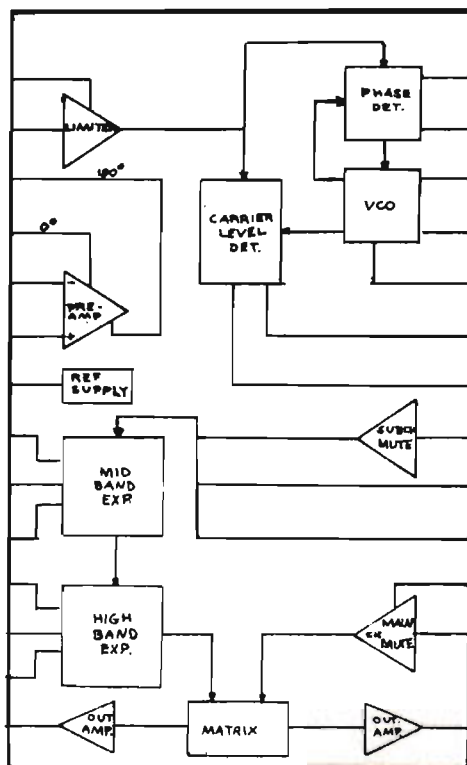 PHASE
DET.
LIMITER
180°
VCO
CARRIER
LEVEL
DET.
0°
-
PRE-
AMP
+
REF
SUPPLY
SUBCH
MUTE
MID
BAND
EXP.
HIGH
BAND
EXP.
MAIN
CH
MUTE
OUT
AMP.
MATRIX
OUT.
AMP.